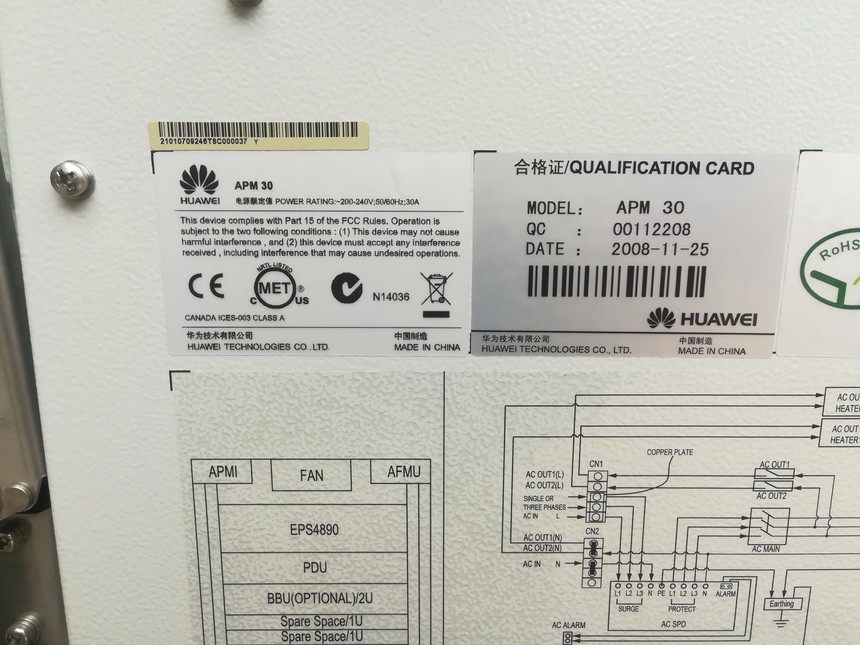 21010709246T8C000037 Y
HUAWEI
APM 30
电源额定值 POWER RATING:~200-240V;50/60Hz;30A
This device complies with Part 15 of the FCC Rules. Operation is
subject to the two following conditions : (1) This device may not cause
harmful interference , and (2) this device must accept any interference
received , including interference that may cause undesired operations.
CE
NRTL LISTED
C MET ® US
N14036
CANADA ICES-003 CLASS A
华为技术有限公司 中国制造
HUAWEI TECHNOLOGIES CO.,LTD. MADE IN CHINA
合格证/QUALIFICATION CARD
MODEL: APM 30
QC : 00112208
DATE : 2008-11-25
HUAWEI
华为技术有限公司 中国制造
HUAWEI TECHNOLOGIES CO., LTD. MADE IN CHINA
RoHS
APMI
FAN
AFMU
EPS4890
PDU
BBU(OPTIONAL)/2U
Spare Space/1U
Spare Space/1U
AC OU
HEATE
AC OUT
HEATER
COPPER PLATE
CN1
AC OUT1(L)
AC OUT2(L)
SINGLE OR
THREE PHASES
AC IN L
AC OUT1
AC OUT2
CN2
AC OUT1(N)
AC OUT2(N)
AC IN N
AC MAIN
L1 L2 L3 N PE L1 L2 L3 N ALARM
SURGE PROTECT
AC SPD
Earthing
AC ALARM